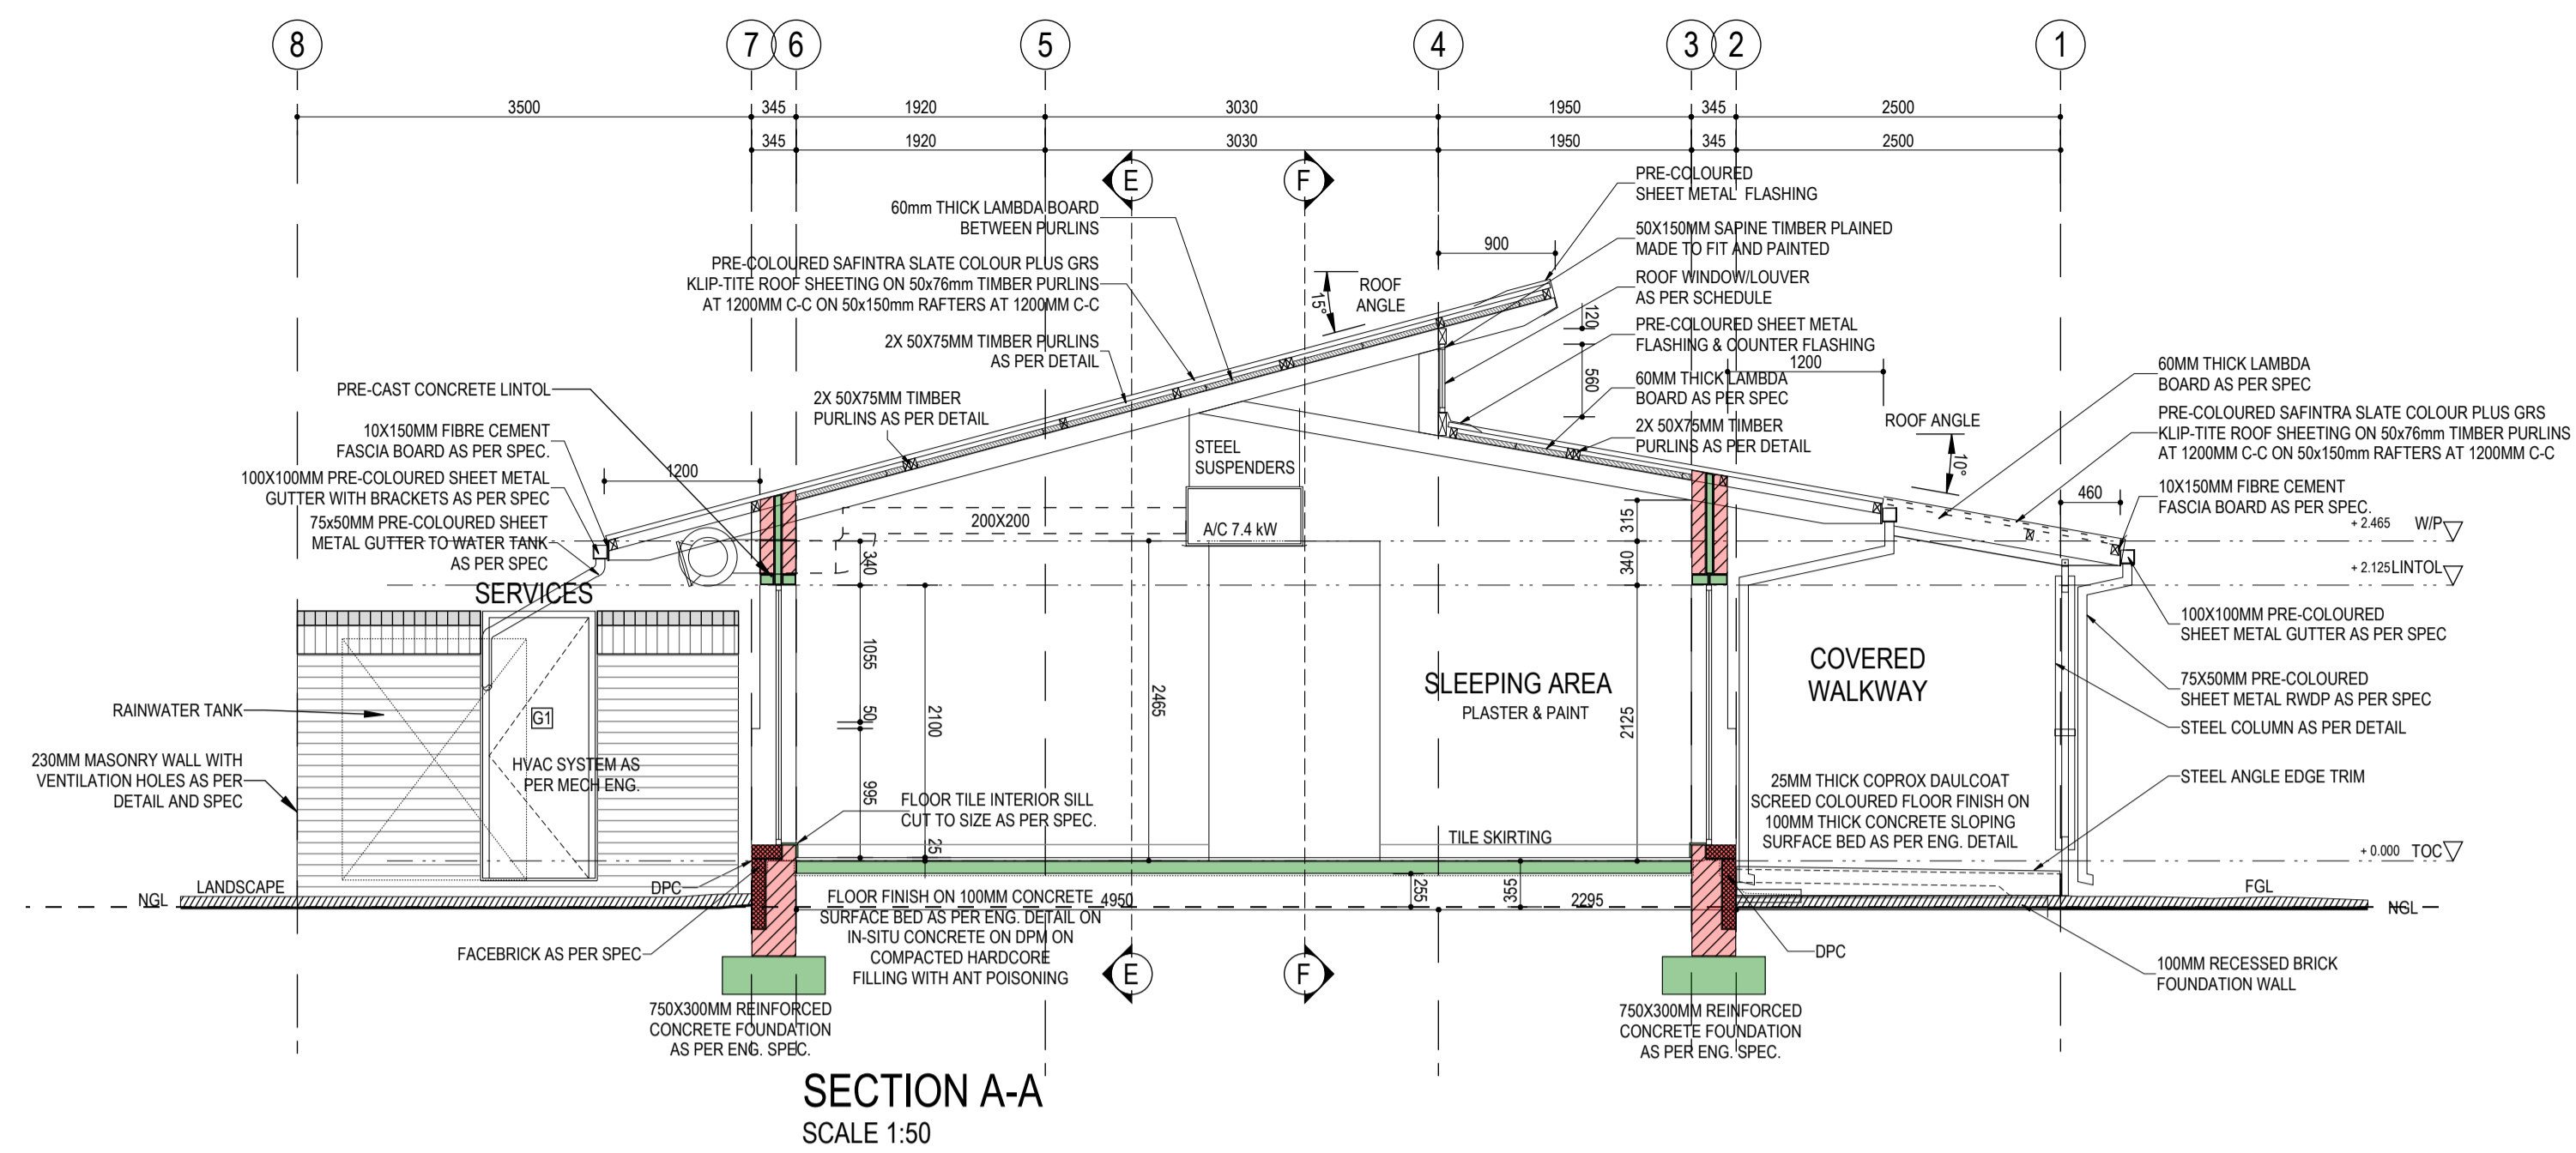 8
7
6
5
4
3
2
1
3500
345
1920
3030
1950
345
2500
345
1920
3030
1950
345
2500
E
F
PRE-COLOURED
SHEET METAL FLASHING
60mm THICK LAMBDA BOARD
BETWEEN PURLINS
50X150MM SAPINE TIMBER PLAINED
MADE TO FIT AND PAINTED
900
PRE-COLOURED SAFINTRA SLATE COLOUR PLUS GRS
KLIP-TITE ROOF SHEETING ON 50x76mm TIMBER PURLINS
AT 1200MM C-C ON 50x150mm RAFTERS AT 1200MM C-C
15°
ROOF
ANGLE
ROOF WINDOW/LOUVER
AS PER SCHEDULE
120
PRE-COLOURED SHEET METAL
FLASHING & COUNTER FLASHING
2X 50X75MM TIMBER PURLINS
AS PER DETAIL
1200
560
60MM THICK LAMBDA
BOARD AS PER SPEC
60MM THICK LAMBDA
BOARD AS PER SPEC
PRE-CAST CONCRETE LINTOL
2X 50X75MM TIMBER
PURLINS AS PER DETAIL
2X 50X75MM TIMBER
PURLINS AS PER DETAIL
ROOF ANGLE
10°
PRE-COLOURED SAFINTRA SLATE COLOUR PLUS GRS
KLIP-TITE ROOF SHEETING ON 50x76mm TIMBER PURLINS
AT 1200MM C-C ON 50x150mm RAFTERS AT 1200MM C-C
10X150MM FIBRE CEMENT
FASCIA BOARD AS PER SPEC.
100X100MM PRE-COLOURED SHEET METAL
GUTTER WITH BRACKETS AS PER SPEC
75x50MM PRE-COLOURED SHEET
METAL GUTTER TO WATER TANK
AS PER SPEC
1200
STEEL
SUSPENDERS
200X200
A/C 7.4 kW
315
340
340
460
10X150MM FIBRE CEMENT
FASCIA BOARD AS PER SPEC.
+ 2.465 W/P
+ 2.125 LINTOL
SERVICES
100X100MM PRE-COLOURED
SHEET METAL GUTTER AS PER SPEC
1055
50
995
25
2100
2465
2125
SLEEPING AREA
PLASTER & PAINT
COVERED
WALKWAY
75X50MM PRE-COLOURED
SHEET METAL RWDP AS PER SPEC
STEEL COLUMN AS PER DETAIL
RAINWATER TANK
G1
230MM MASONRY WALL WITH
VENTILATION HOLES AS PER
DETAIL AND SPEC
HVAC SYSTEM AS
PER MECH ENG.
STEEL ANGLE EDGE TRIM
25MM THICK COPROX DAULCOAT
SCREED COLOURED FLOOR FINISH ON
100MM THICK CONCRETE SLOPING
SURFACE BED AS PER ENG. DETAIL
FLOOR TILE INTERIOR SILL
CUT TO SIZE AS PER SPEC.
TILE SKIRTING
+ 0.000 TOC
LANDSCAPE
NGL
DPC
FGL
NGL
FLOOR FINISH ON 100MM CONCRETE
SURFACE BED AS PER ENG. DETAIL ON
IN-SITU CONCRETE ON DPM ON
COMPACTED HARDCORE
FILLING WITH ANT POISONING
4950
255
355
2295
FACEBRICK AS PER SPEC
DPC
100MM RECESSED BRICK
FOUNDATION WALL
E
F
750X300MM REINFORCED
CONCRETE FOUNDATION
AS PER ENG. SPEC.
750X300MM REINFORCED
CONCRETE FOUNDATION
AS PER ENG. SPEC.
SECTION A-A
SCALE 1:50